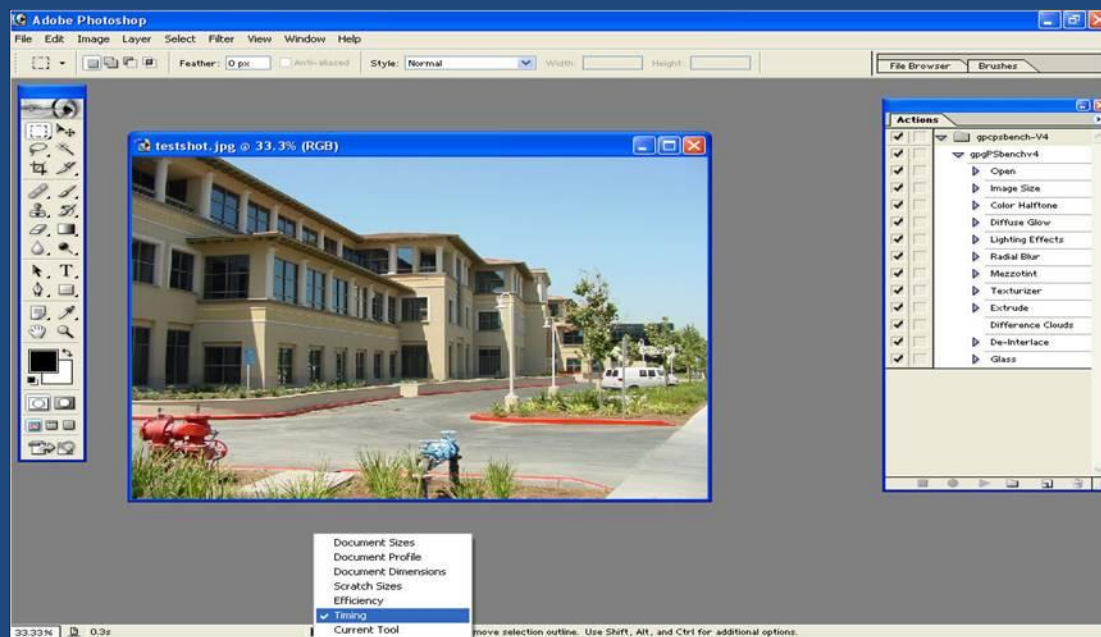 Adobe Photoshop
File Edit Image Layer Select Filter View Window Help
Feather: 0 px Anti-aliased Style: Normal Width: Height:
File Browser Brushes
testshot.jpg @ 33.3% (RGB)
T
Actions
gpcpsbench-V4
gpgPSbenchv4
Open
Image Size
Color Halftone
Diffuse Glow
Lighting Effects
Radial Blur
Mezzotint
Texturizer
Extrude
Difference Clouds
De-Interlace
Glass
Document Sizes
Document Profile
Document Dimensions
Scratch Sizes
Efficiency
Timing
Current Tool
33.33% 0.3s move selection outline. Use Shift, Alt, and Ctrl for additional options.